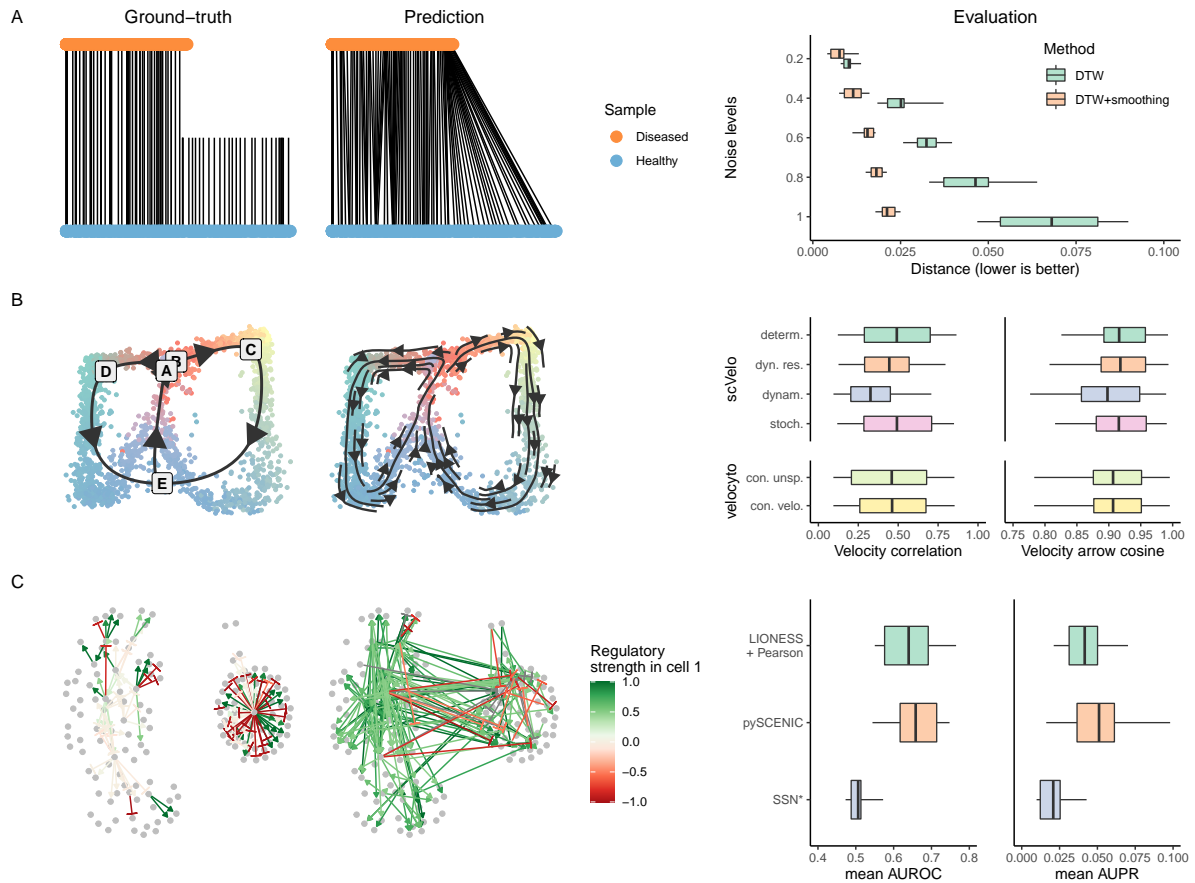 A
Ground−truth
Prediction
Sample
Diseased
Healthy
Evaluation
Method
DTW
DTW+smoothing
Noise levels
0.2
0.4
0.6
0.8
1
0.000
0.025
0.050
0.075
0.100
Distance (lower is better)
B
D
B
A
C
E
scVelo
determ.
dyn. res.
dynam.
stoch.
velocyto
con. unsp.
con. velo.
0.00
0.25
0.50
0.75
1.00
Velocity correlation
0.75
0.80
0.85
0.90
0.95
1.00
Velocity arrow cosine
C
Regulatory
strength in cell 1
1.0
0.5
0.0
−0.5
−1.0
LIONESS
+ Pearson
pySCENIC
SSN*
0.4
0.5
0.6
0.7
0.8
mean AUROC
0.000
0.025
0.050
0.075
0.100
mean AUPR